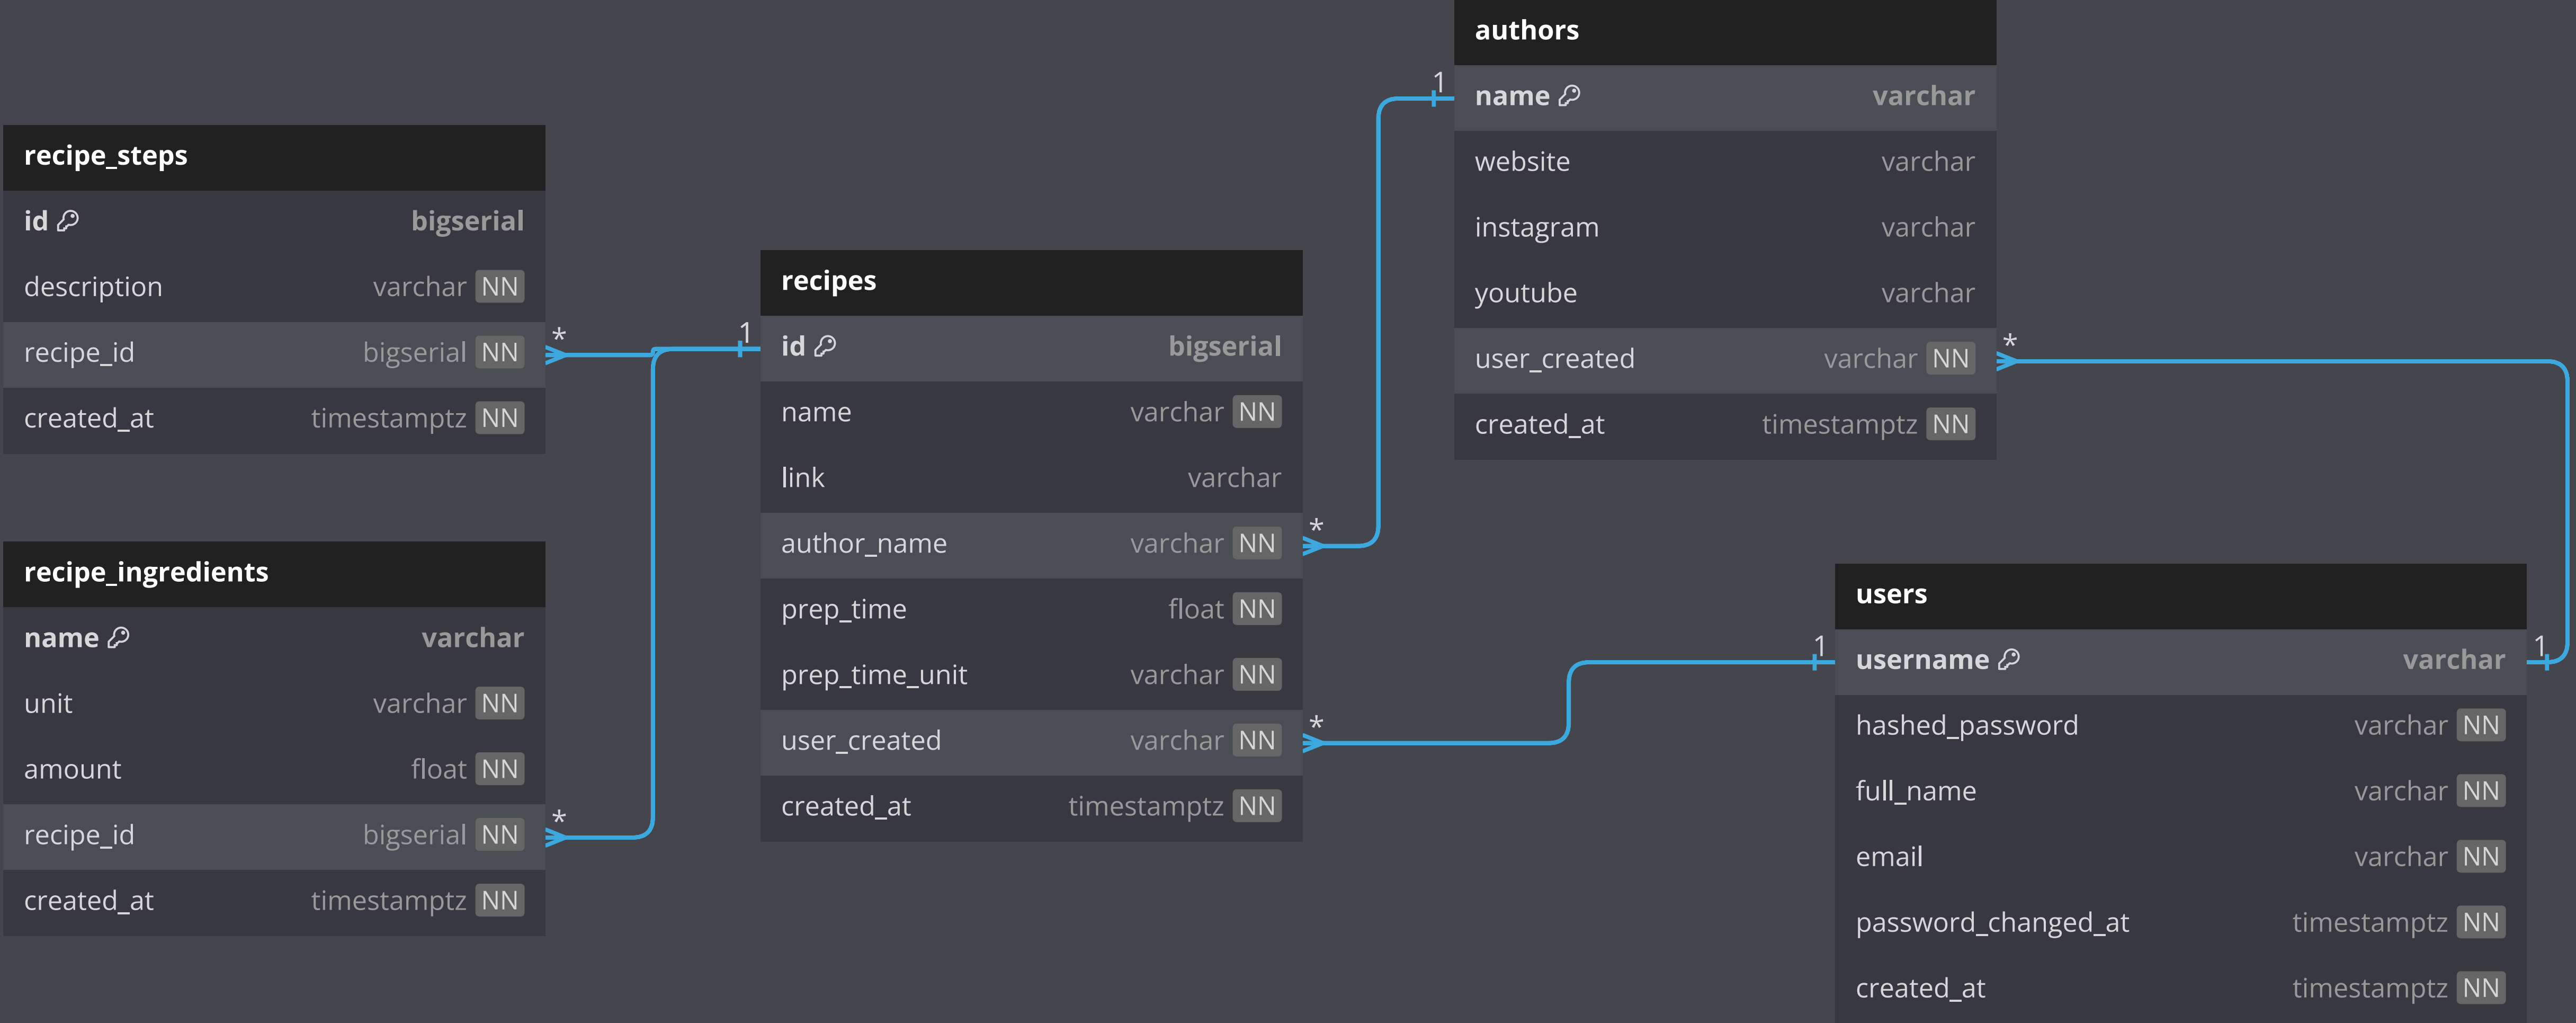 recipe_steps
id bigserial
description varchar NN
recipe_id bigserial NN *
created_at timestamptz NN
recipe_ingredients
name varchar
unit varchar NN
amount float NN
recipe_id bigserial NN *
created_at timestamptz NN
recipes
1 id bigserial
name varchar NN
link varchar
author_name varchar NN *
prep_time float NN
prep_time_unit varchar NN
user_created varchar NN *
created_at timestamptz NN
authors
1 name varchar
website varchar
instagram varchar
youtube varchar
user_created varchar NN *
created_at timestamptz NN
users
1 username varchar 1
hashed_password varchar NN
full_name varchar NN
email varchar NN
password_changed_at timestamptz NN
created_at timestamptz NN